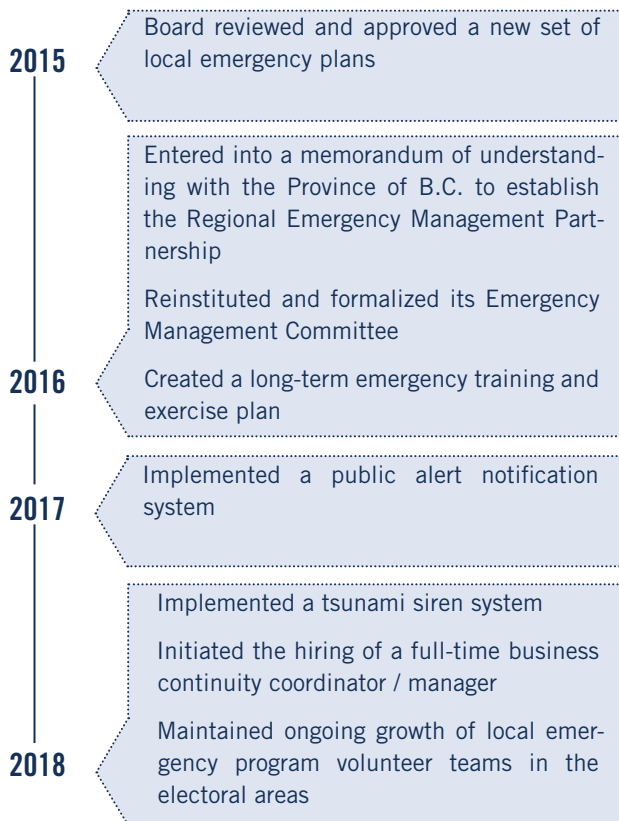 2015
Board reviewed and approved a new set of
local emergency plans
Entered into a memorandum of understand-
ing with the Province of B.C. to establish
the Regional Emergency Management Part-
nership
Reinstituted and formalized its Emergency
Management Committee
2016
Created a long-term emergency training and
exercise plan
2017
Implemented a public alert notification
system
Implemented a tsunami siren system
Initiated the hiring of a full-time business
continuity coordinator / manager
2018
Maintained ongoing growth of local emer-
gency program volunteer teams in the
electoral areas